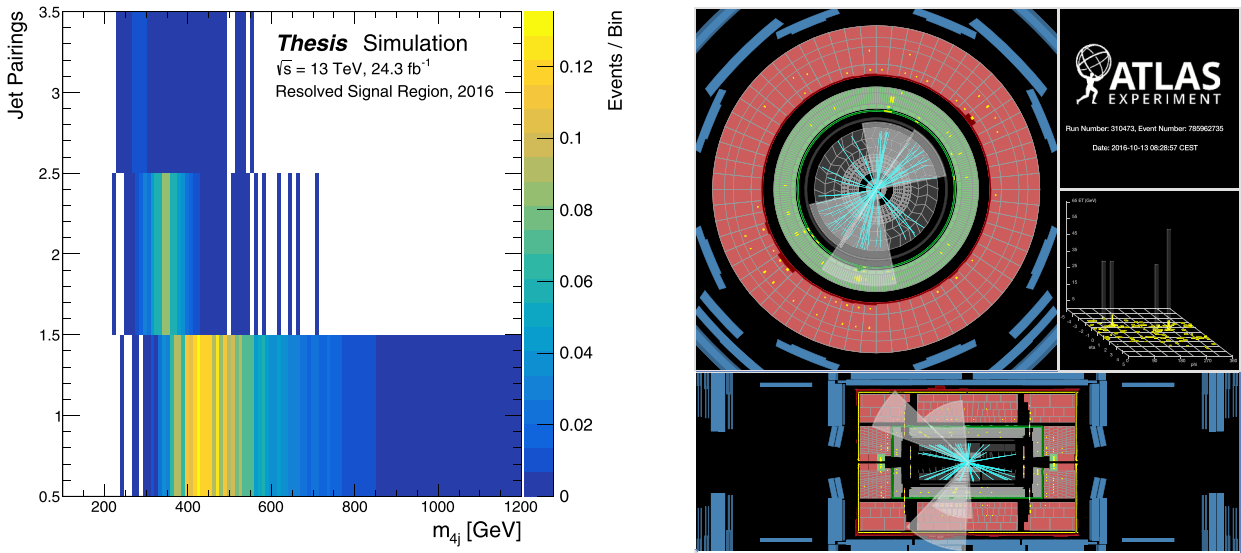 Jet Pairings
3.5
3
2.5
2
1.5
1
0.5
Thesis Simulation
√s = 13 TeV, 24.3 fb-1
Resolved Signal Region, 2016
200 400 600 800 1000 1200
m4j [GeV]
Events / Bin
0.12
0.1
0.08
0.06
0.04
0.02
0
ATLAS
EXPERIMENT
Run Number: 310473, Event Number: 785962735
Date: 2016-10-13 08:28:57 CEST
65 ET (GeV)